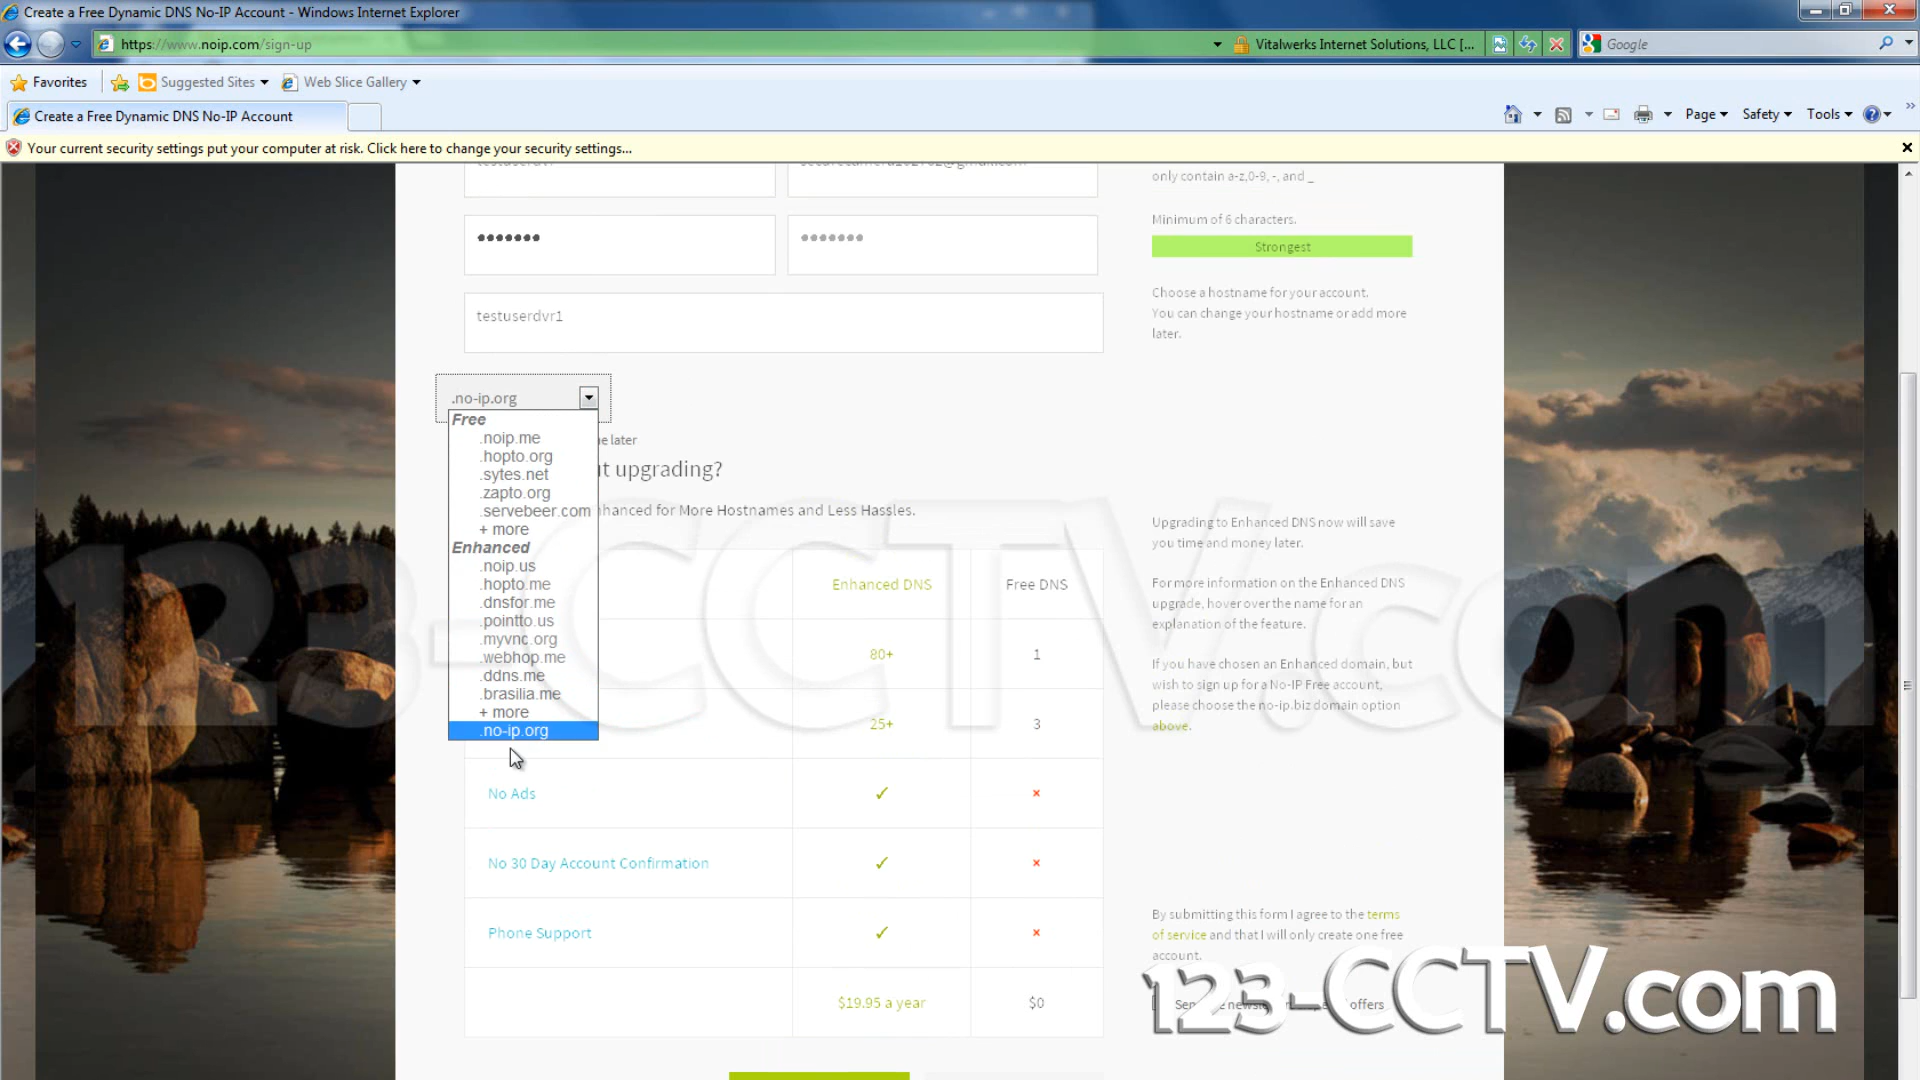 Create a Free Dynamic DNS No-IP Account - Windows Internet Explorer
https://www.noip.com/sign-up
Vitalwerks Internet Solutions, LLC [...
Google
Favorites
Suggested Sites
Web Slice Gallery
Create a Free Dynamic DNS No-IP Account
Page
Safety
Tools
Your current security settings put your computer at risk. Click here to change your security settings...
only contain a-z,0-9, -, and _
Minimum of 6 characters.
Strongest
Choose a hostname for your account.
You can change your hostname or add more
later.
testuserdvr1
.no-ip.org
Free
.noip.me
.hopto.org
.sytes.net
.zapto.org
.servebeer.com
+ more
Enhanced
.noip.us
.hopto.me
.dnsfor.me
.pointto.us
.myvnc.org
.webhop.me
.ddns.me
.brasilia.me
+ more
.no-ip.org
later
upgrading?
for More Hostnames and Less Hassles.
Upgrading to Enhanced DNS now will save
you time and money later.
For more information on the Enhanced DNS
upgrade, hover over the name for an
explanation of the feature.
If you have chosen an Enhanced domain, but
wish to sign up for a No-IP Free account,
please choose the no-ip.biz domain option
above.
Enhanced DNS
Free DNS
80+
1
25+
3
No Ads
✓
×
No 30 Day Account Confirmation
✓
×
Phone Support
✓
×
$19.95 a year
$0
By submitting this form I agree to the terms
of service and that I will only create one free
account.
offers
123-CCTV.com
123-CCTV.com